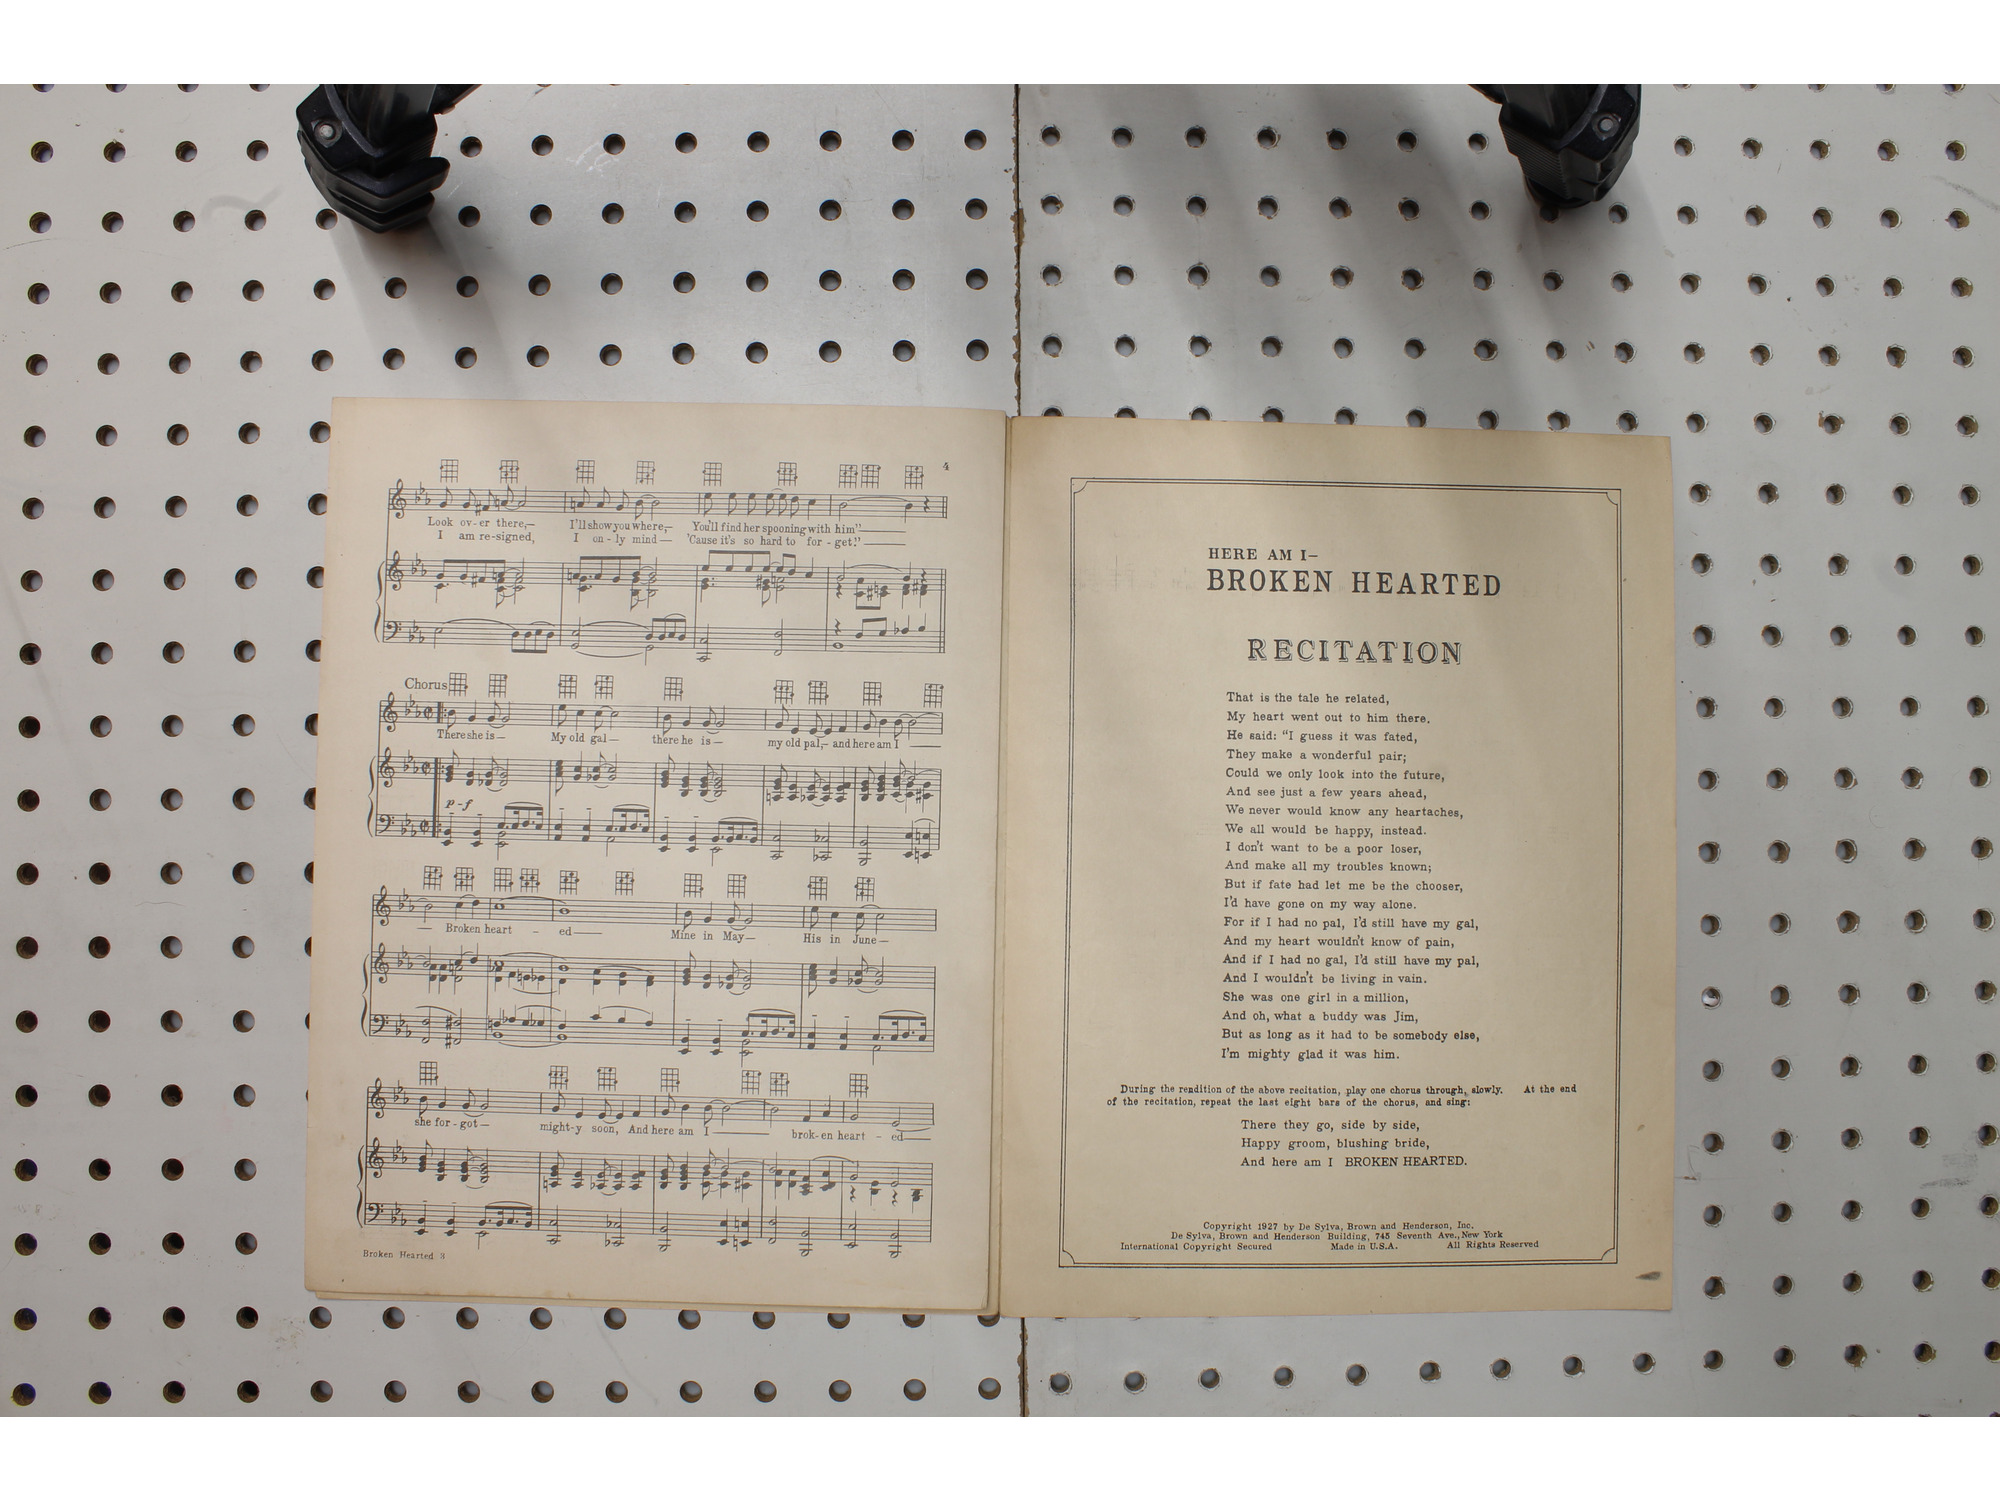 4
Look ov-er there,— I'll show you where,— You'll find her spooning with him"
I am re-signed, I on-ly mind— 'Cause it's so hard to for-get!"
Chorus
There she is— My old gal— there he is— my old pal,— and here am I
p-f
Broken heart - ed Mine in May— His in June—
she for-got— might-y soon, And here am I brok-en heart - ed
Broken Hearted 3
HERE AM I—
BROKEN HEARTED
RECITATION
That is the tale he related,
My heart went out to him there.
He said: "I guess it was fated,
They make a wonderful pair;
Could we only look into the future,
And see just a few years ahead,
We never would know any heartaches,
We all would be happy, instead.
I don't want to be a poor loser,
And make all my troubles known;
But if fate had let me be the chooser,
I'd have gone on my way alone.
For if I had no pal, I'd still have my gal,
And my heart wouldn't know of pain,
And if I had no gal, I'd still have my pal,
And I wouldn't be living in vain.
She was one girl in a million,
And oh, what a buddy was Jim,
But as long as it had to be somebody else,
I'm mighty glad it was him.
During the rendition of the above recitation, play one chorus through, slowly. At the end
of the recitation, repeat the last eight bars of the chorus, and sing:
There they go, side by side,
Happy groom, blushing bride,
And here am I BROKEN HEARTED.
Copyright 1927 by De Sylva, Brown and Henderson, Inc.
De Sylva, Brown and Henderson Building, 745 Seventh Ave., New York
International Copyright Secured Made in U.S.A. All Rights Reserved